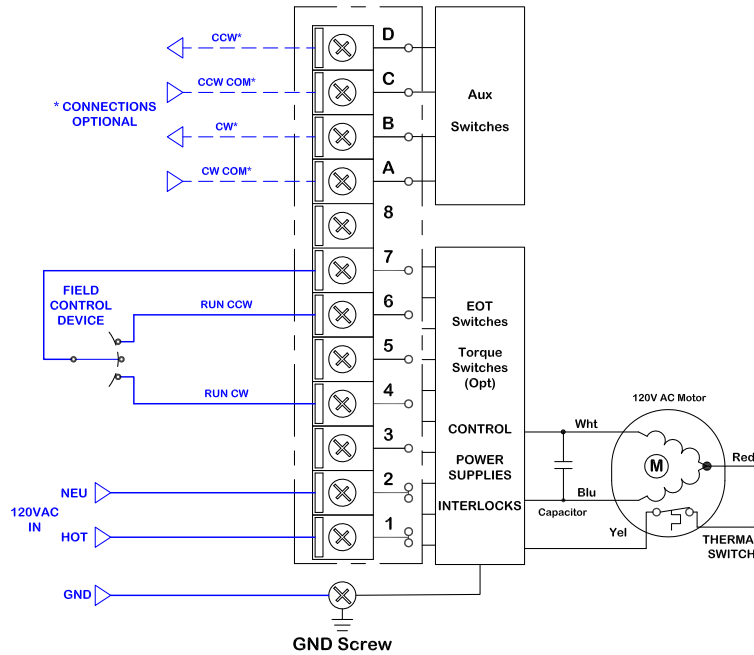 CCW*
D
CCW COM*
C
* CONNECTIONS
OPTIONAL
CW*
B
CW COM*
A
Aux
Switches
8
7
FIELD
CONTROL
DEVICE
RUN CCW
6
5
RUN CW
4
3
NEU
2
120VAC
IN
HOT
1
GND
GND Screw
EOT
Switches
Torque
Switches
(Opt)
CONTROL
POWER
SUPPLIES
INTERLOCKS
Wht
Blu
Capacitor
Yel
120V AC Motor
M
Red
THERMA
SWITCH